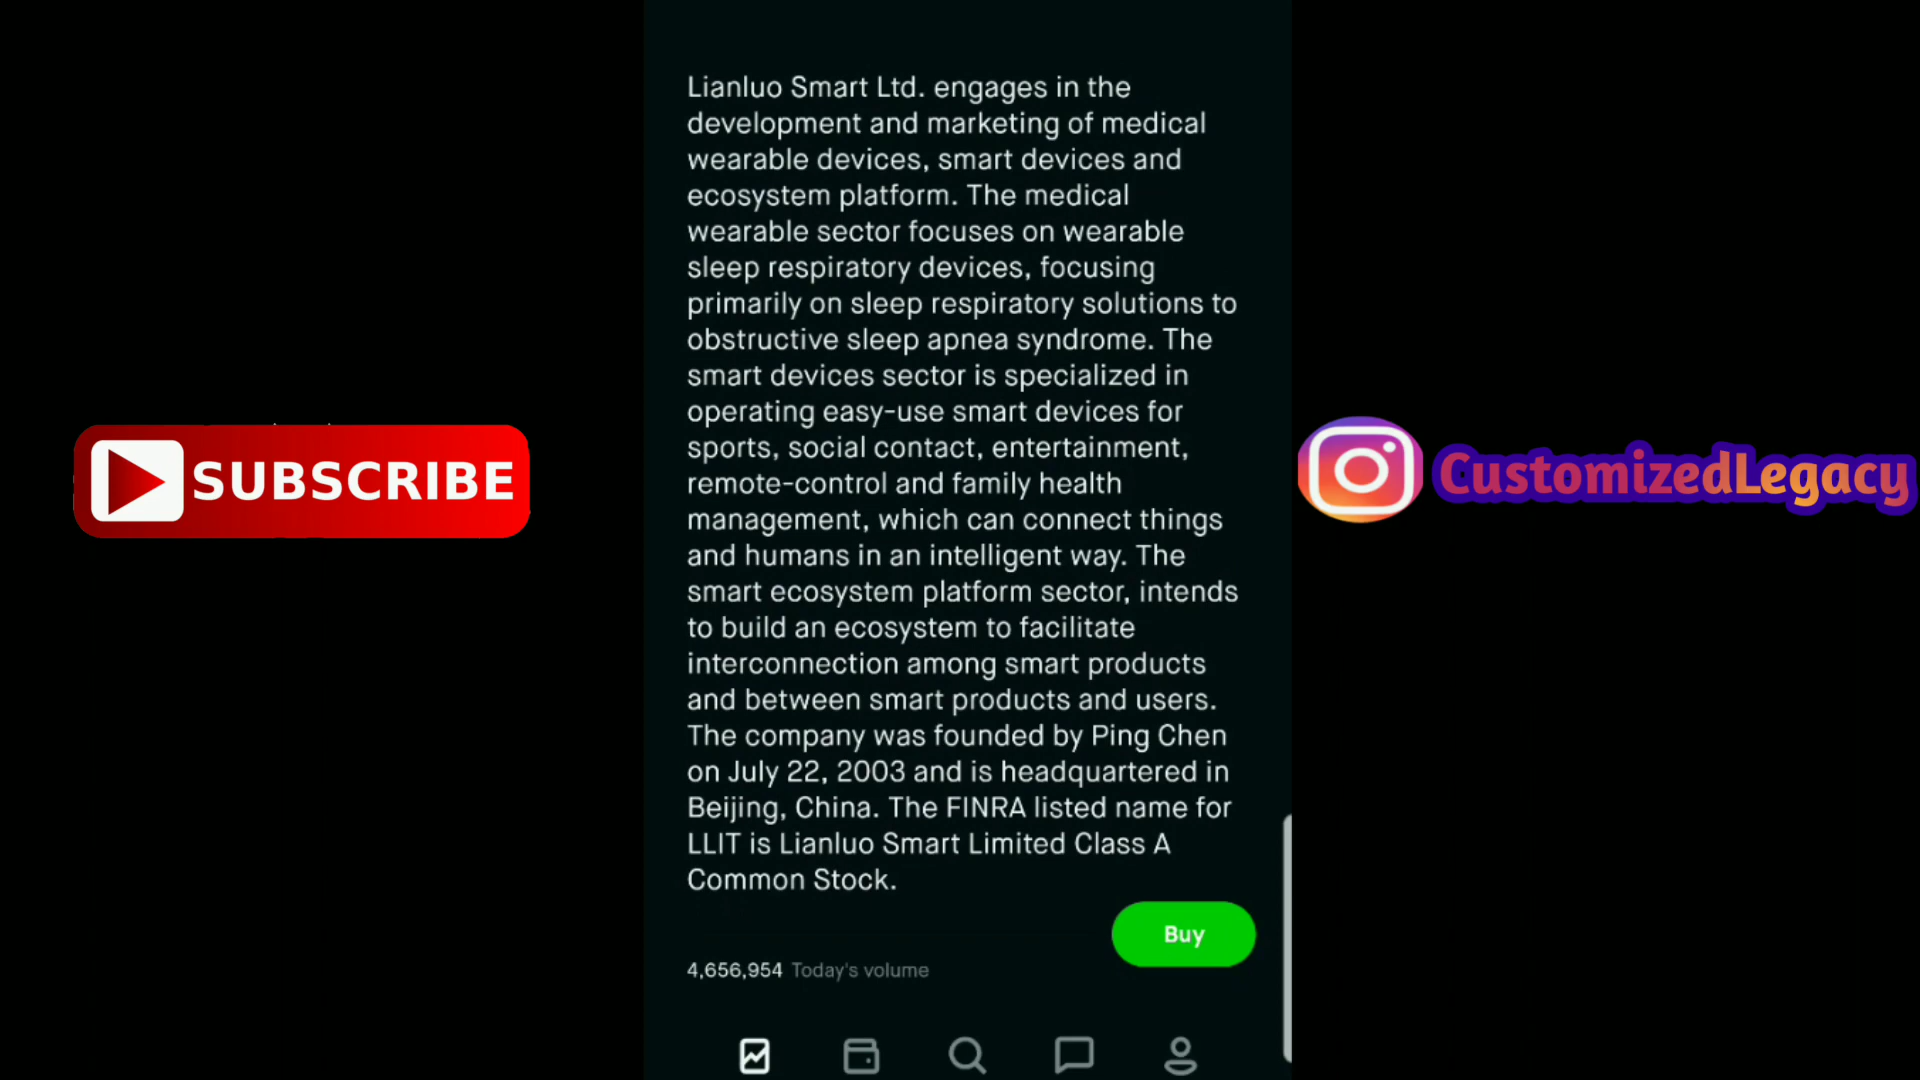 Lianluo Smart Ltd. engages in the
development and marketing of medical
wearable devices, smart devices and
ecosystem platform. The medical
wearable sector focuses on wearable
sleep respiratory devices, focusing
primarily on sleep respiratory solutions to
obstructive sleep apnea syndrome. The
smart devices sector is specialized in
operating easy-use smart devices for
sports, social contact, entertainment,
remote-control and family health
management, which can connect things
and humans in an intelligent way. The
smart ecosystem platform sector, intends
to build an ecosystem to facilitate
interconnection among smart products
and between smart products and users.
The company was founded by Ping Chen
on July 22, 2003 and is headquartered in
Beijing, China. The FINRA listed name for
LLIT is Lianluo Smart Limited Class A
Common Stock.
Buy
4,656,954 Today's volume
SUBSCRIBE
CustomizedLegacy